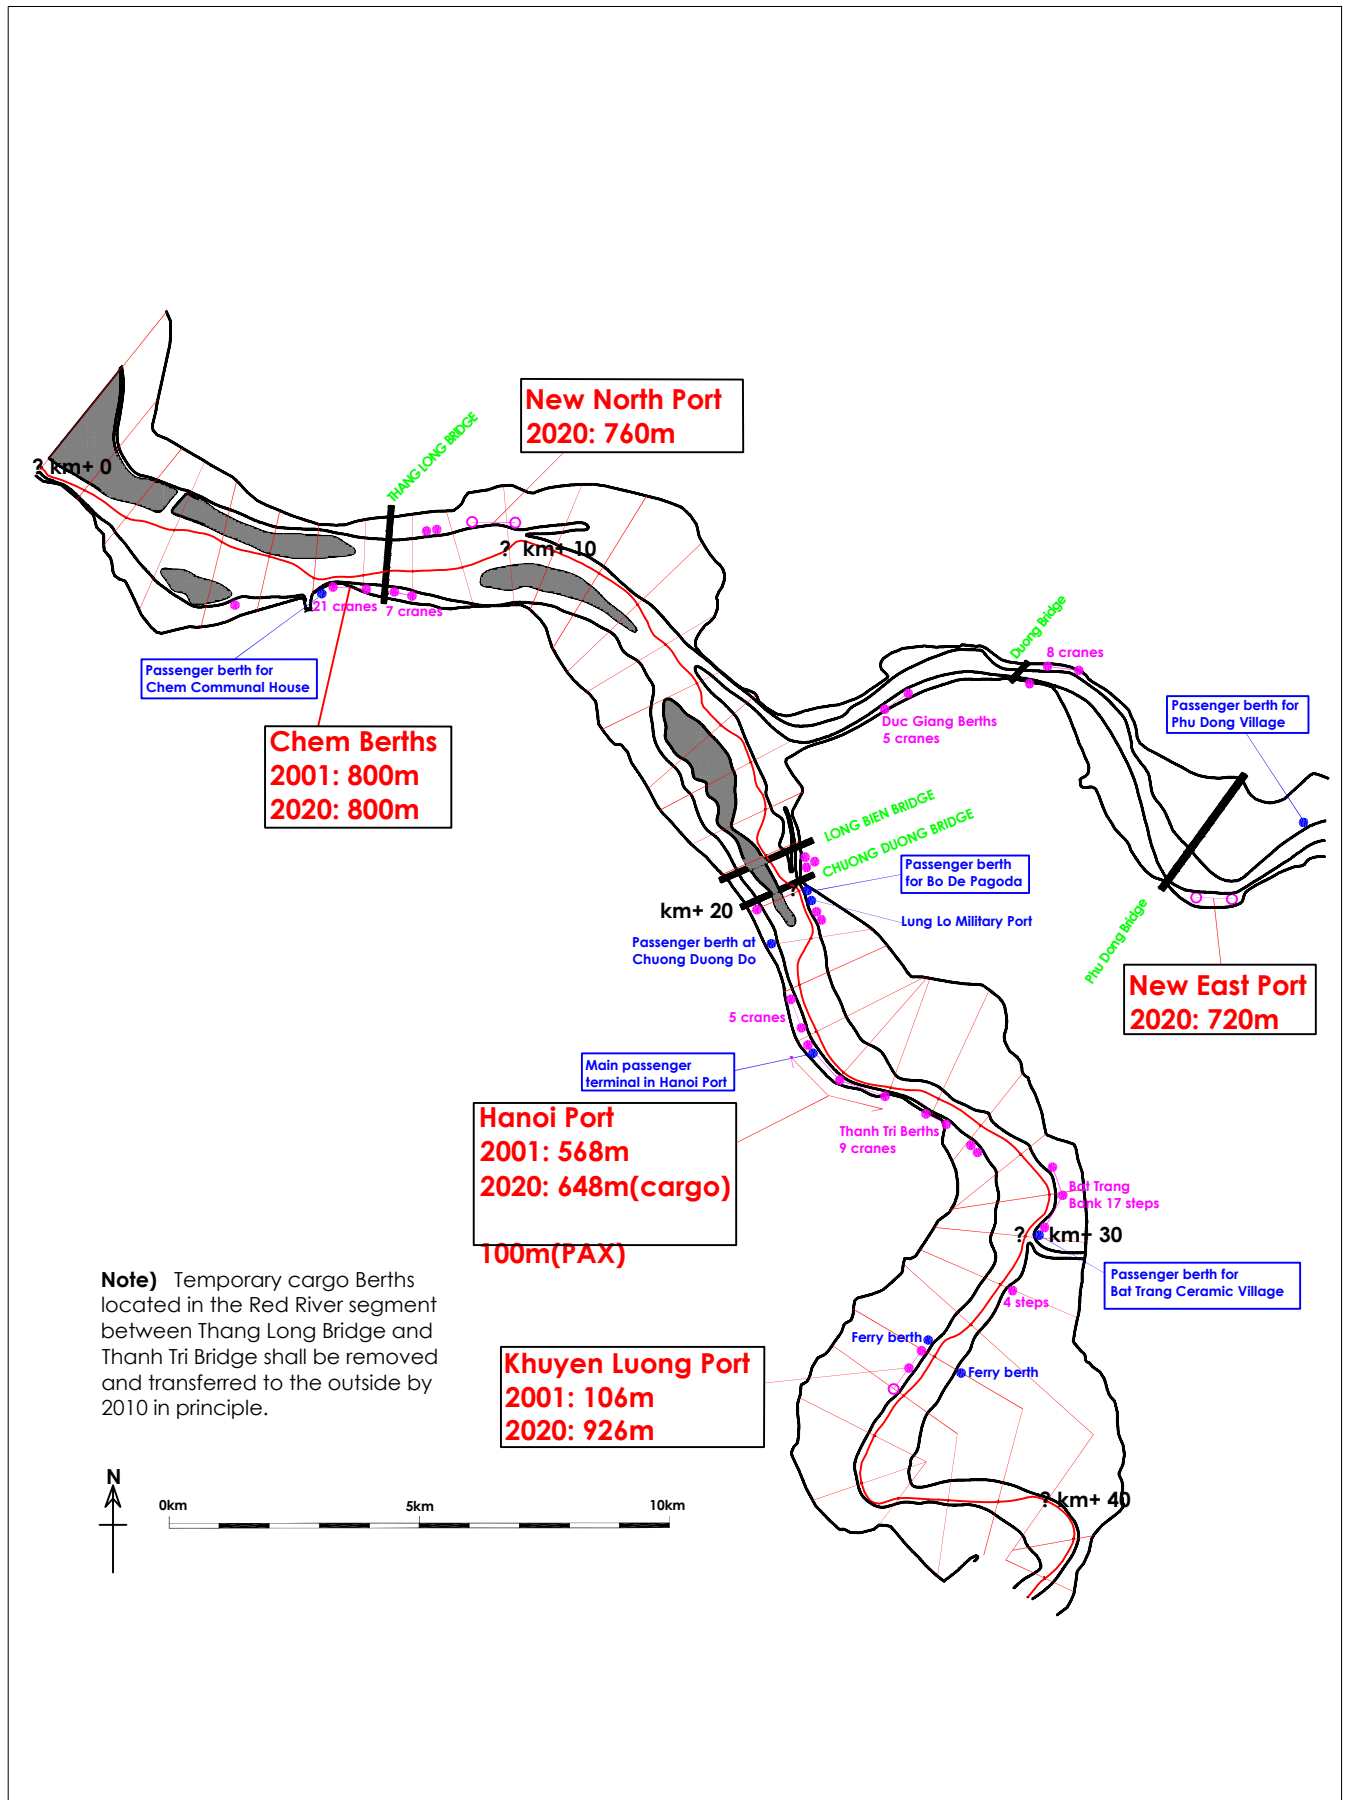 New North Port
2020: 760m
THANG LONG BRIDGE
? km+ 0
? km+ 10
21 cranes
7 cranes
Passenger berth for
Chem Communal House
Chem Berths
2001: 800m
2020: 800m
Duong Bridge
8 cranes
Duc Giang Berths
5 cranes
Passenger berth for
Phu Dong Village
LONG BIEN BRIDGE
CHUONG DUONG BRIDGE
Passenger berth
for Bo De Pagoda
?
km+ 20
Lung Lo Military Port
Passenger berth at
Chuong Duong Do
Phu Dong Bridge
New East Port
2020: 720m
5 cranes
Main passenger
terminal in Hanoi Port
Hanoi Port
2001: 568m
2020: 648m(cargo)
100m(PAX)
Thanh Tri Berths
9 cranes
Bat Trang
Bank 17 steps
? km+ 30
Passenger berth for
Bat Trang Ceramic Village
4 steps
Note) Temporary cargo Berths
located in the Red River segment
between Thang Long Bridge and
Thanh Tri Bridge shall be removed
and transferred to the outside by
2010 in principle.
Ferry berth
Ferry berth
Khuyen Luong Port
2001: 106m
2020: 926m
? km+ 40
N
0km
5km
10km